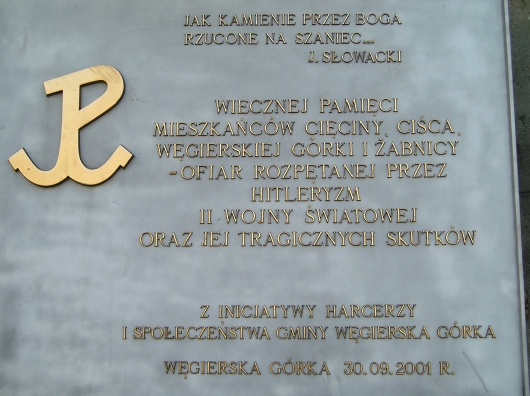 JAK KAMIENIE PRZEZ BOGA
RZUCONE NA SZANIEC...
J. SŁOWACKI
WIECZNEJ PAMIĘCI
MIESZKAŃCÓW CIĘCINY, CIŚCA,
WĘGIERSKIEJ GÓRKI I ŻABNICY
-OFIAR ROZPĘTANEJ PRZEZ
HITLERYZM
II WOJNY ŚWIATOWEJ
ORAZ JEJ TRAGICZNYCH SKUTKÓW
Z INICJATYWY HARCERZY
I SPOŁECZEŃSTWA GMINY WĘGIERSKA GÓRKA
WĘGIERSKA GÓRKA 30.09.2001 R.